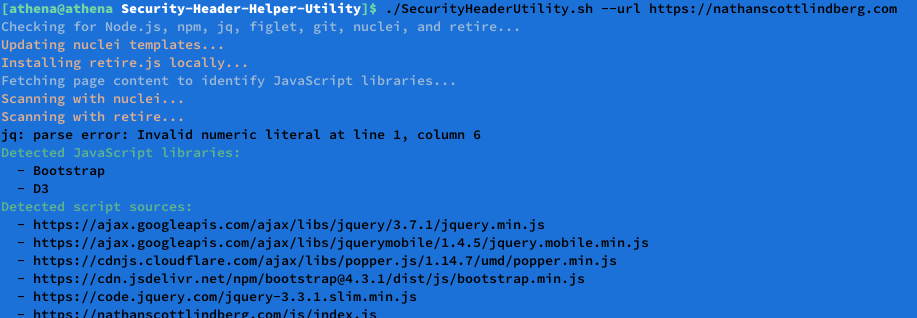 [athena@athena Security-Header-Helper-Utility]$ ./SecurityHeaderUtility.sh --url https://nathanscottlindberg.com
Checking for Node.js, npm, jq, figlet, git, nuclei, and retire...
Updating nuclei templates...
Installing retire.js locally...
Fetching page content to identify JavaScript libraries...
Scanning with nuclei...
Scanning with retire...
jq: parse error: Invalid numeric literal at line 1, column 6
Detected JavaScript libraries:
- Bootstrap
- D3
Detected script sources:
- https://ajax.googleapis.com/ajax/libs/jquery/3.7.1/jquery.min.js
- https://ajax.googleapis.com/ajax/libs/jquerymobile/1.4.5/jquery.mobile.min.js
- https://cdnjs.cloudflare.com/ajax/libs/popper.js/1.14.7/umd/popper.min.js
- https://cdn.jsdelivr.net/npm/bootstrap@4.3.1/dist/js/bootstrap.min.js
- https://code.jquery.com/jquery-3.3.1.slim.min.js
- https://nathanscottlindberg.com/js/index.js